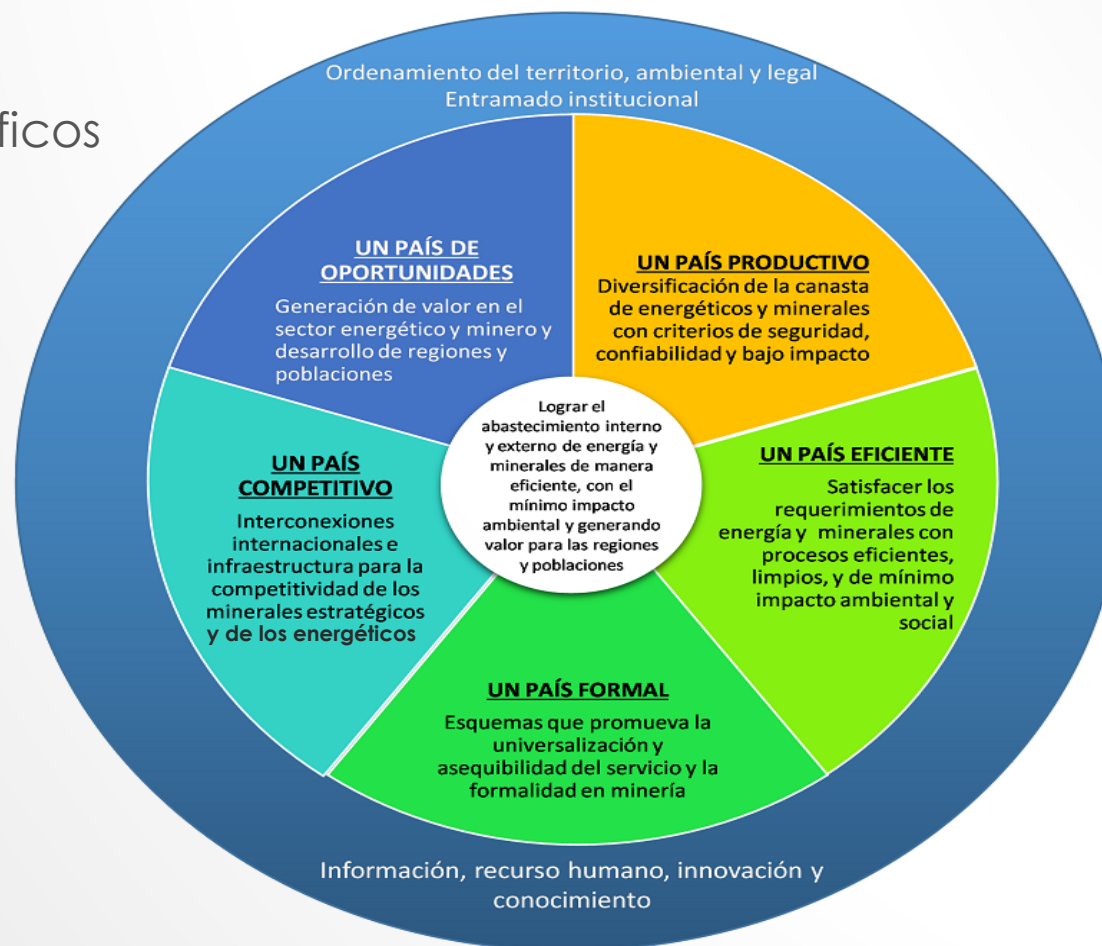 ficos
Ordenamiento del territorio, ambiental y legal
Entramado institucional
UN PAÍS DE
OPORTUNIDADES
Generación de valor en el
sector energético y minero y
desarrollo de regiones y
poblaciones
UN PAÍS PRODUCTIVO
Diversificación de la canasta
de energéticos y minerales
con criterios de seguridad,
confiabilidad y bajo impacto
Lograr el
abastecimiento interno
y externo de energía y
minerales de manera
eficiente, con el
mínimo impacto
ambiental y generando
valor para las regiones
y poblaciones
UN PAÍS
COMPETITIVO
Interconexiones
internacionales e
infraestructura para la
competitividad de los
minerales estratégicos
y de los energéticos
UN PAÍS EFICIENTE
Satisfacer los
requerimientos de
energía y minerales con
procesos eficientes,
limpios, y de mínimo
impacto ambiental y
social
UN PAÍS FORMAL
Esquemas que promueva la
universalización y
asequibilidad del servicio y la
formalidad en minería
Información, recurso humano, innovación y
conocimiento